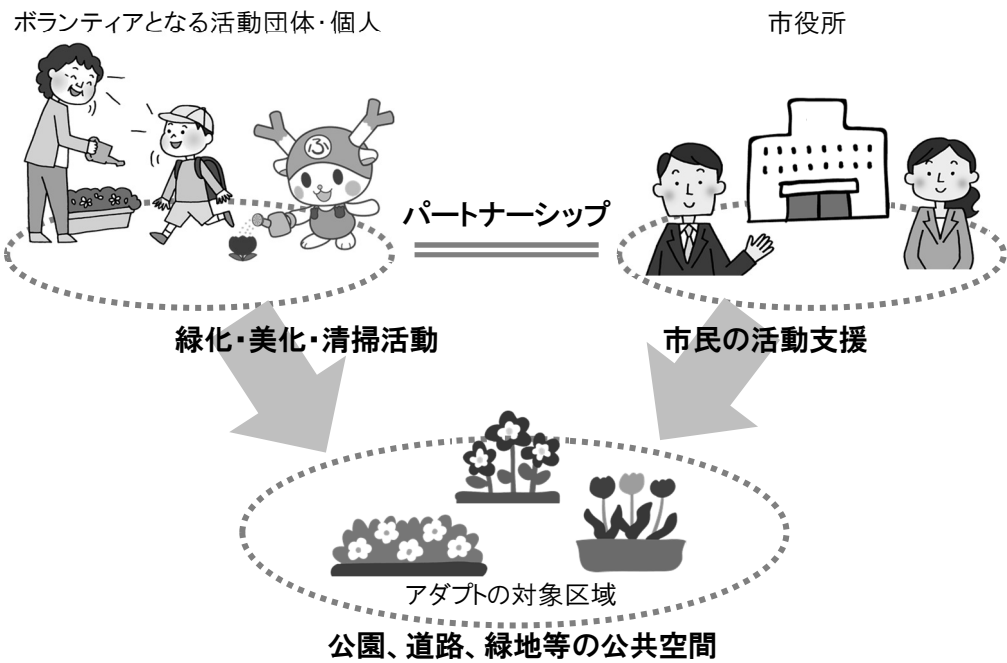 ボランティアとなる活動団体・個人
市役所
ふ
パートナーシップ
緑化・美化・清掃活動
市民の活動支援
アダプトの対象区域
公園、道路、緑地等の公共空間